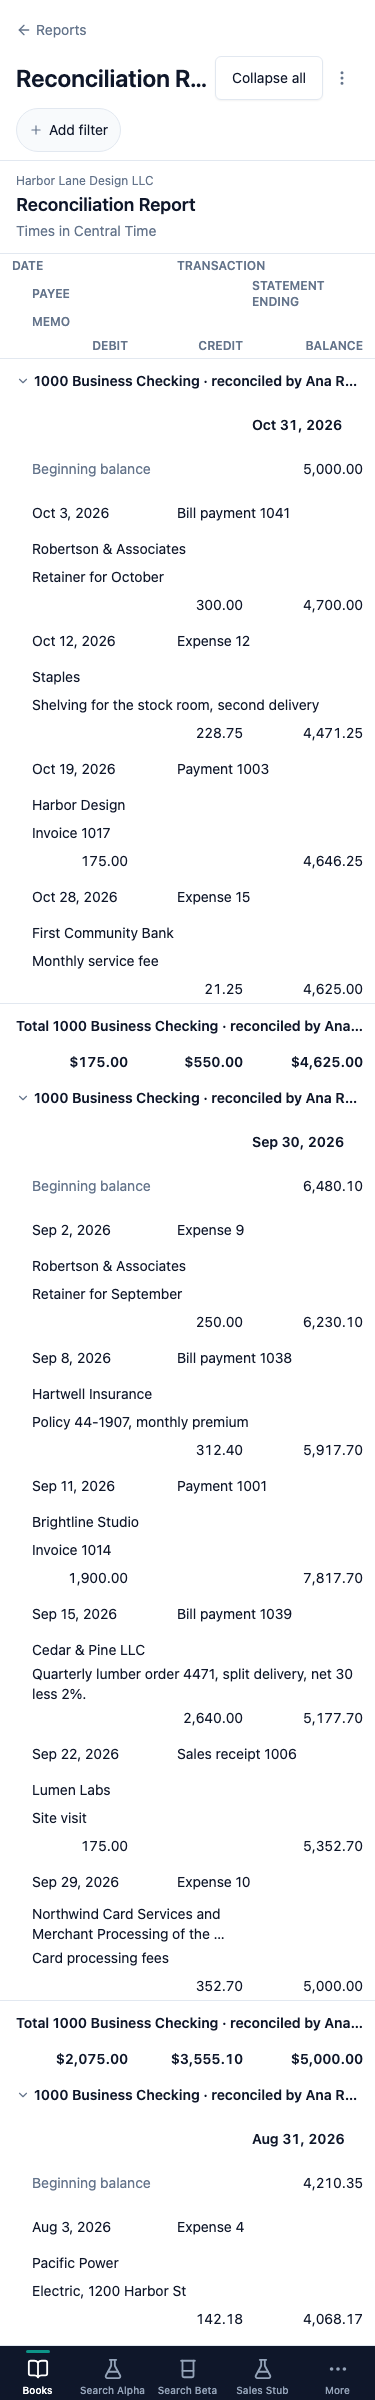 Reports
Reconciliation R...
Collapse all
Add filter
Harbor Lane Design LLC
Reconciliation Report
Times in Central Time
DATE TRANSACTION
PAYEE STATEMENT ENDING
MEMO
DEBIT CREDIT BALANCE
1000 Business Checking · reconciled by Ana R...
Oct 31, 2026
Beginning balance 5,000.00
Oct 3, 2026 Bill payment 1041
Robertson & Associates
Retainer for October
300.00 4,700.00
Oct 12, 2026 Expense 12
Staples
Shelving for the stock room, second delivery
228.75 4,471.25
Oct 19, 2026 Payment 1003
Harbor Design
Invoice 1017
175.00 4,646.25
Oct 28, 2026 Expense 15
First Community Bank
Monthly service fee
21.25 4,625.00
Total 1000 Business Checking · reconciled by Ana...
$175.00 $550.00 $4,625.00
1000 Business Checking · reconciled by Ana R...
Sep 30, 2026
Beginning balance 6,480.10
Sep 2, 2026 Expense 9
Robertson & Associates
Retainer for September
250.00 6,230.10
Sep 8, 2026 Bill payment 1038
Hartwell Insurance
Policy 44-1907, monthly premium
312.40 5,917.70
Sep 11, 2026 Payment 1001
Brightline Studio
Invoice 1014
1,900.00 7,817.70
Sep 15, 2026 Bill payment 1039
Cedar & Pine LLC
Quarterly lumber order 4471, split delivery, net 30
less 2%.
2,640.00 5,177.70
Sep 22, 2026 Sales receipt 1006
Lumen Labs
Site visit
175.00 5,352.70
Sep 29, 2026 Expense 10
Northwind Card Services and
Merchant Processing of the ...
Card processing fees
352.70 5,000.00
Total 1000 Business Checking · reconciled by Ana...
$2,075.00 $3,555.10 $5,000.00
1000 Business Checking · reconciled by Ana R...
Aug 31, 2026
Beginning balance 4,210.35
Aug 3, 2026 Expense 4
Pacific Power
Electric, 1200 Harbor St
142.18 4,068.17
Books Search Alpha Search Beta Sales Stub More